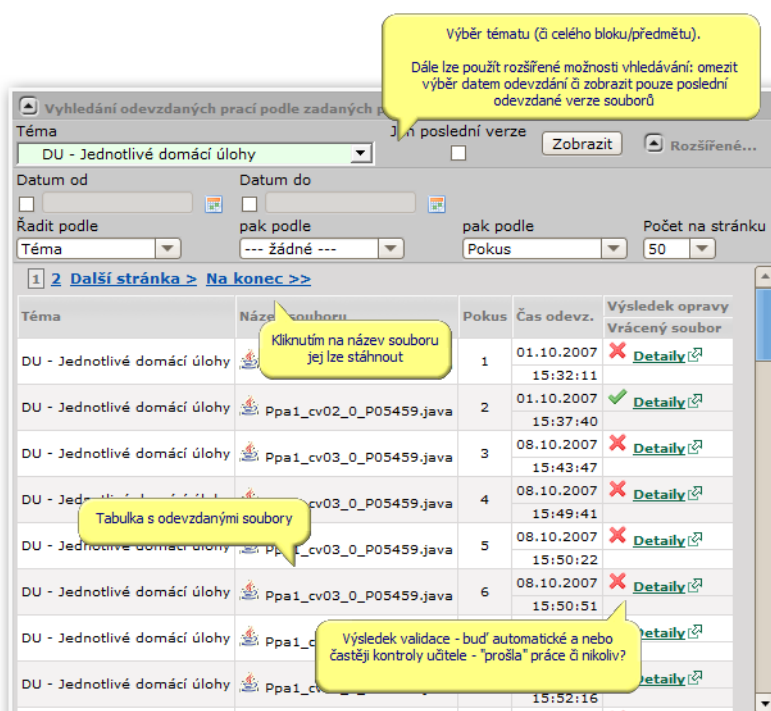 Výběr tématu (či celého bloku/předmětu).
Dále lze použít rozšířené možnosti vhledávání: omezit
výběr datem odevzdání či zobrazit pouze poslední
odevzdané verze souborů
Vyhledání odevzdaných prací podle zadaných
Téma
poslední verze
DU - Jednotlivé domácí úlohy
Zobrazit
Rozšířené...
Datum od Datum do
Řadit podle pak podle pak podle Počet na stránku
Téma --- žádné --- Pokus 50
1 2 Další stránka > Na konec >>
Téma souboru Pokus Čas odevz. Výsledek opravy
Vrácený soubor
Kliknutím na název souboru
jej lze stáhnout
DU - Jednotlivé domácí úlohy 1 01.10.2007 Detaily
15:32:11
DU - Jednotlivé domácí úlohy Ppa1_cv02_0_P05459.java 2 01.10.2007 Detaily
15:37:40
DU - Jednotlivé domácí úlohy Ppa1_cv03_0_P05459.java 3 08.10.2007 Detaily
15:43:47
DU - domácí úlohy cv03_0_P05459.java 4 08.10.2007 Detaily
15:49:41
Tabulka s odevzdanými soubory
DU - Jednotlivé domácí úlohy Ppa1_cv03_0_P05459.java 5 08.10.2007 Detaily
15:50:22
DU - Jednotlivé domácí úlohy Ppa1_cv03_0_P05459.java 6 08.10.2007 Detaily
15:50:51
Výsledek validace - buď automatické a nebo
častěji kontroly učitele - "prošla" práce či nikoliv?
DU - Jednotlivé domácí úlohy Detaily
DU - Jednotlivé domácí úlohy Detaily
15:52:16